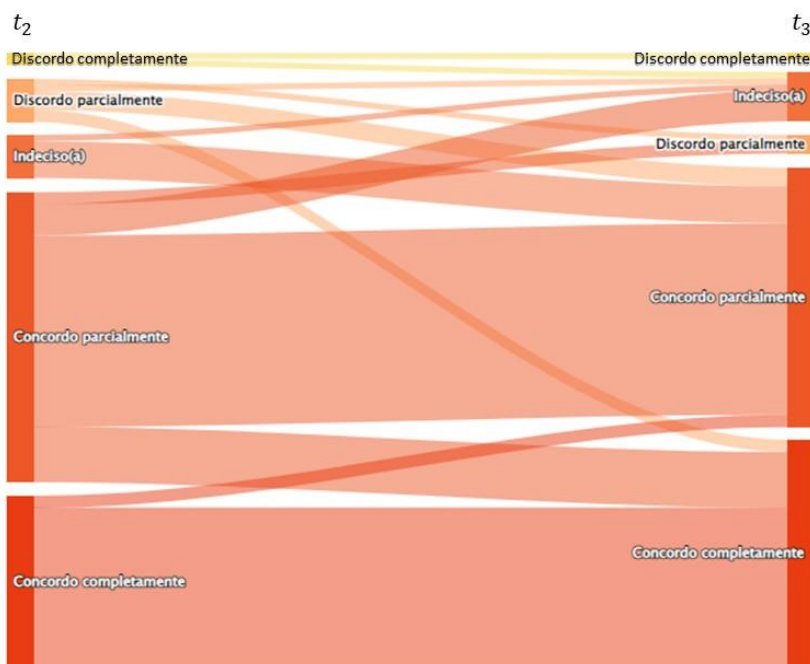 t₂
t₃
Discordo completamente
Discordo completamente
Discordo parcialmente
Indeciso(a)
Indeciso(a)
Discordo parcialmente
Concordo parcialmente
Concordo parcialmente
Concordo completamente
Concordo completamente